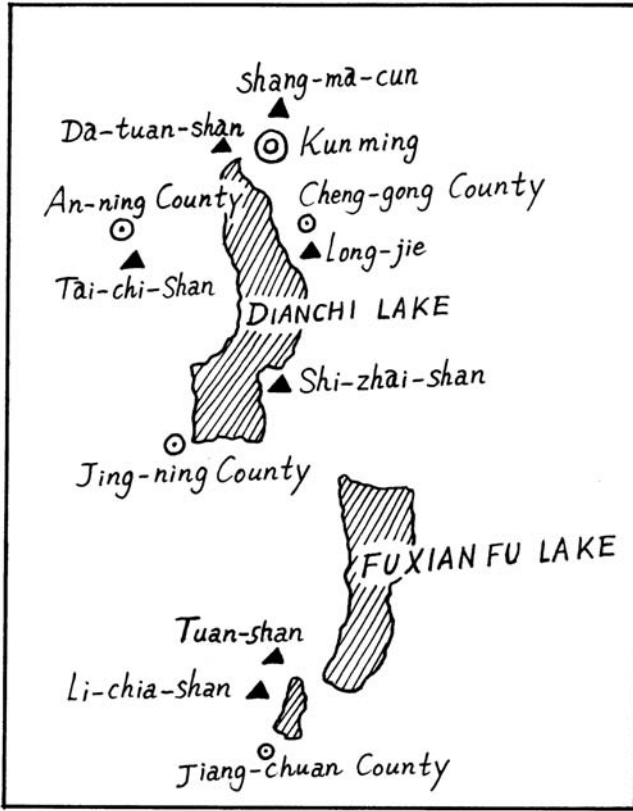 shang-ma-cun
Da-tuan-shan
Kunming
An-ning County
Cheng-gong County
Long-jie
Tai-chi-Shan
DIANCHI LAKE
Shi-zhai-shan
Jing-ning County
FUXIAN FU LAKE
Tuan-shan
Li-chia-shan
Jiang-chuan County